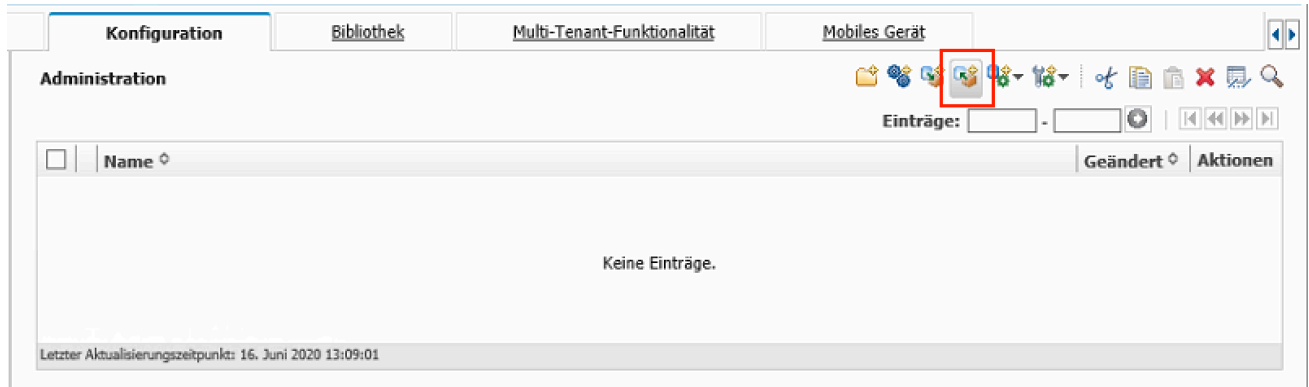 Konfiguration Bibliothek Multi-Tenant-Funktionalität Mobiles Gerät
Administration
Einträge: -
Name Geändert Aktionen
Keine Einträge.
Letzter Aktualisierungszeitpunkt: 16. Juni 2020 13:09:01